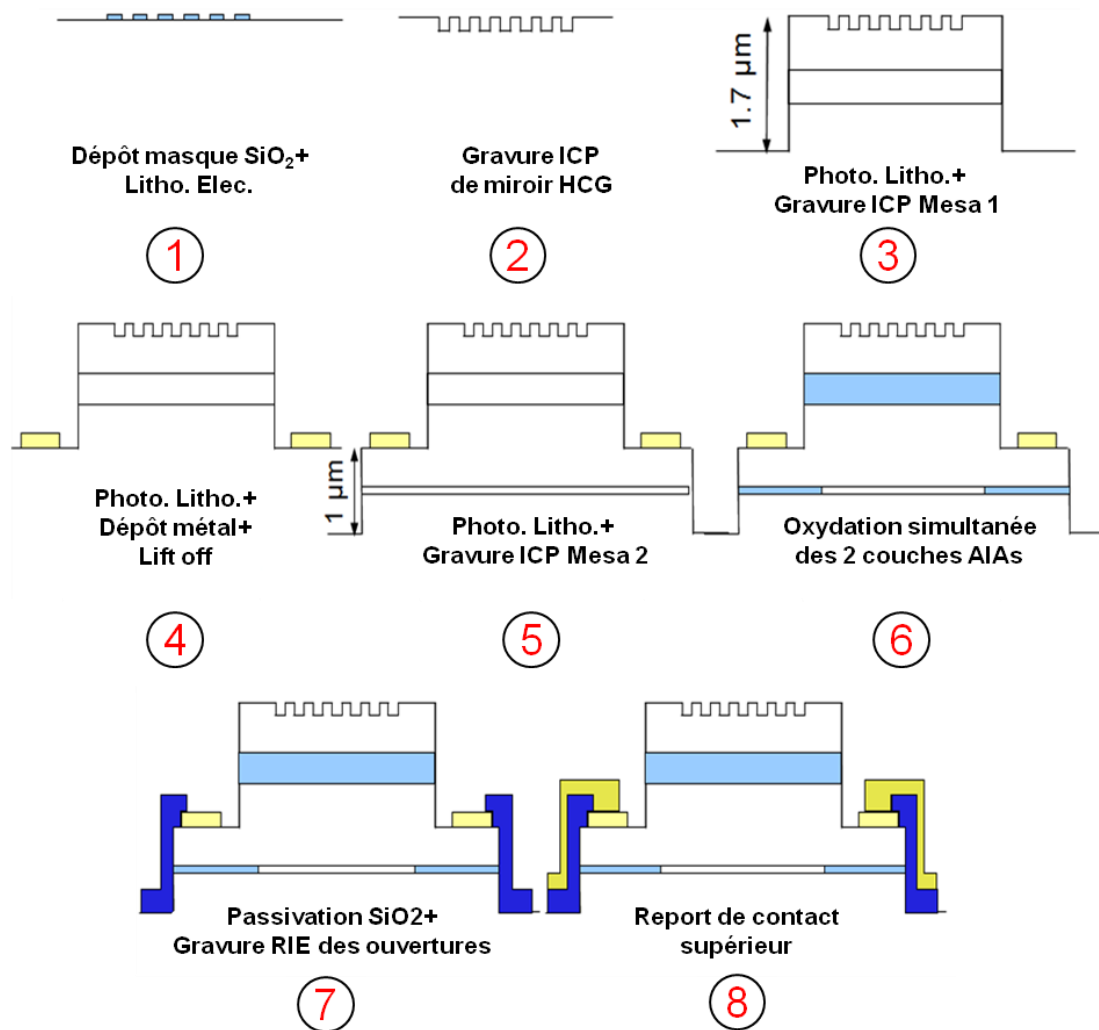 Dépôt masque SiO₂+
Litho. Elec.
1
Gravure ICP
de miroir HCG
2
1.7 µm
Photo. Litho.+
Gravure ICP Mesa 1
3
Photo. Litho.+
Dépôt métal+
Lift off
4
1 µm
Photo. Litho.+
Gravure ICP Mesa 2
5
Oxydation simultanée
des 2 couches AlAs
6
Passivation SiO2+
Gravure RIE des ouvertures
7
Report de contact
supérieur
8